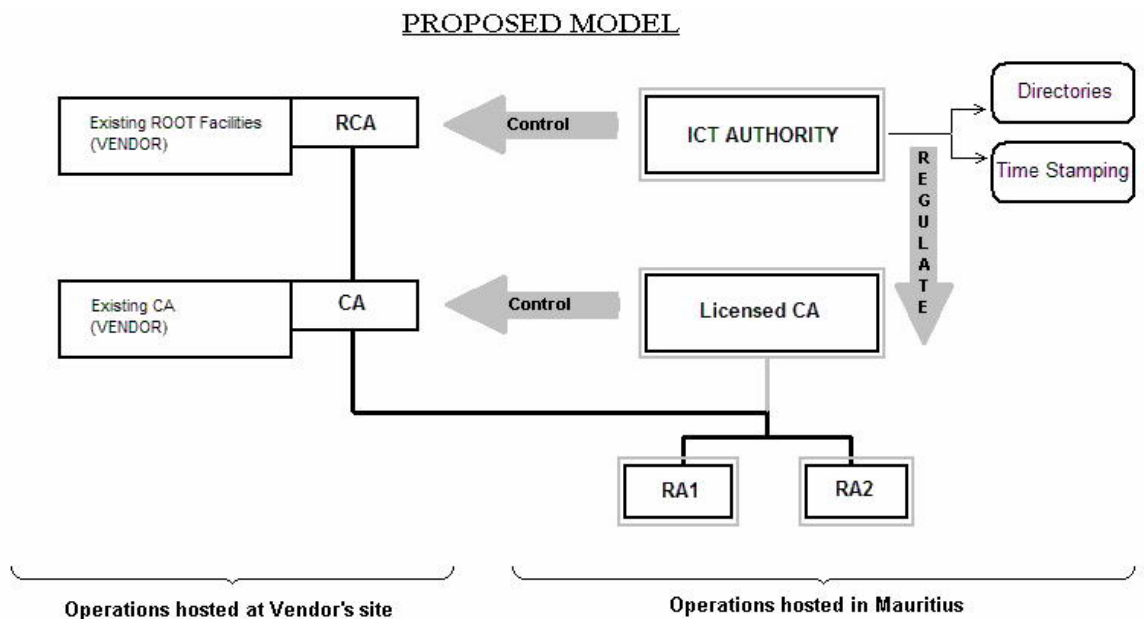 PROPOSED MODEL
Existing ROOT Facilities
(VENDOR)
RCA
Control
ICT AUTHORITY
Directories
Time Stamping
REGULATE
Existing CA
(VENDOR)
CA
Control
Licensed CA
RA1
RA2
Operations hosted at Vendor's site
Operations hosted in Mauritius